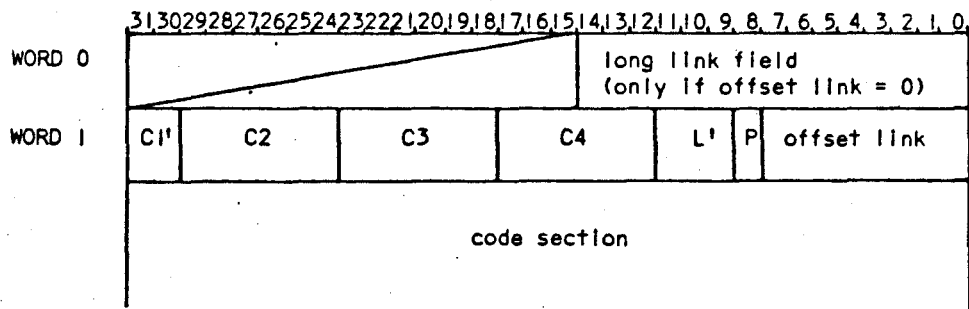 31,30,29,28,27,26,25,24,23,22,21,20,19,18,17,16,15,14,13,12,11,10, 9, 8, 7, 6, 5, 4, 3, 2, 1, 0
WORD 0
long link field
(only if offset link = 0)
WORD 1 C1' C2 C3 C4 L' P offset link
code section